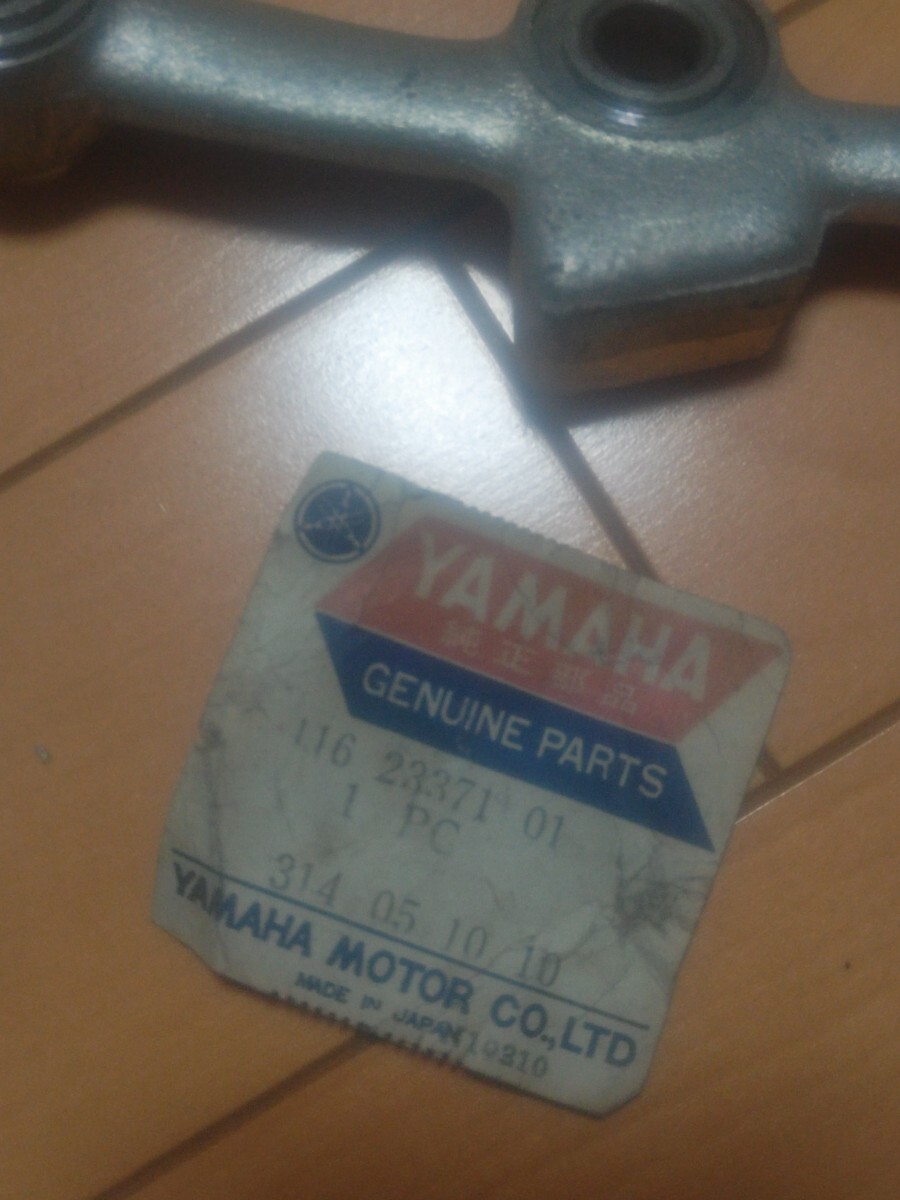 YAMAHA
純正部品
GENUINE PARTS
116 23371 01
1 PC
314 05 10 10
YAMAHA MOTOR CO.,LTD
MADE IN JAPAN